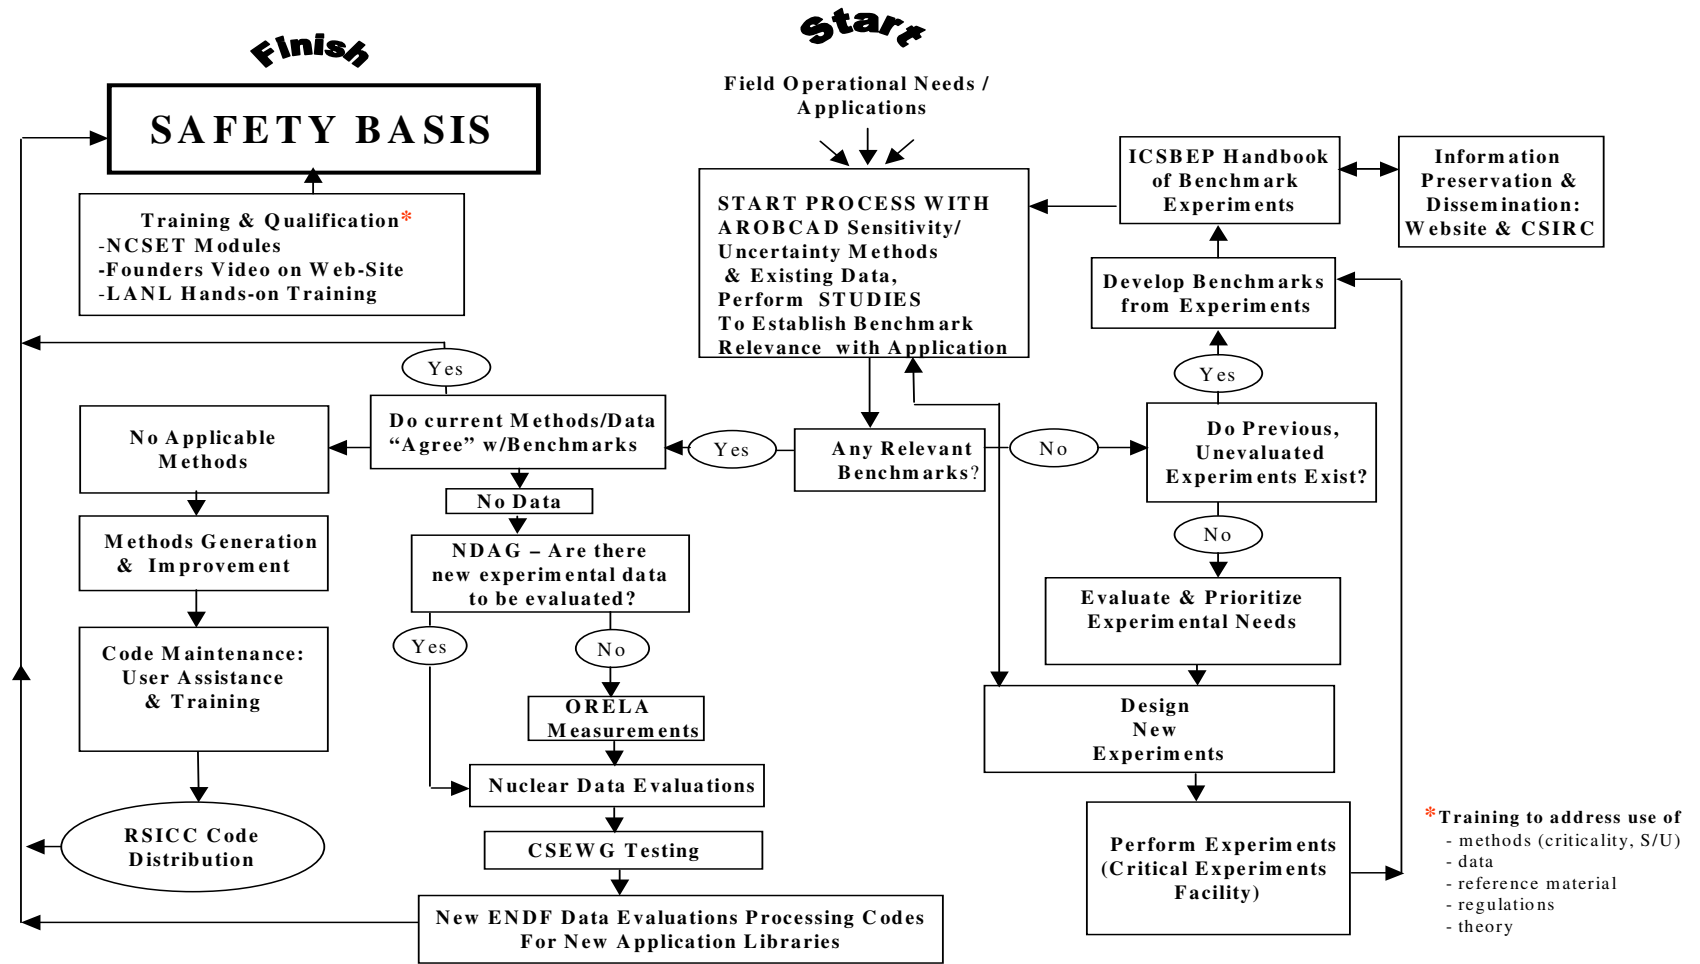 Finish
SAFETY BASIS
Training & Qualification*
-NCSET Modules
-Founders Video on Web-Site
-LANL Hands-on Training
Start
Field Operational Needs /
Applications
START PROCESS WITH
AROBCAD Sensitivity/
Uncertainty Methods
& Existing Data,
Perform STUDIES
To Establish Benchmark
Relevance with Application
ICSBEP Handbook
of Benchmark
Experiments
Information
Preservation &
Dissemination:
Website & CSIRC
Develop Benchmarks
from Experiments
Yes
Do Previous,
Unevaluated
Experiments Exist?
No
Any Relevant
Benchmarks?
Yes
Do current Methods/Data
“Agree” w/Benchmarks
Yes
No Applicable
Methods
Methods Generation
& Improvement
Code Maintenance:
User Assistance
& Training
RSICC Code
Distribution
No Data
NDAG – Are there
new experimental data
to be evaluated?
Yes
No
ORELA
Measurements
Nuclear Data Evaluations
CSEWG Testing
New ENDF Data Evaluations Processing Codes
For New Application Libraries
No
Evaluate & Prioritize
Experimental Needs
Design
New
Experiments
Perform Experiments
(Critical Experiments
Facility)
*Training to address use of
- methods (criticality, S/U)
- data
- reference material
- regulations
- theory